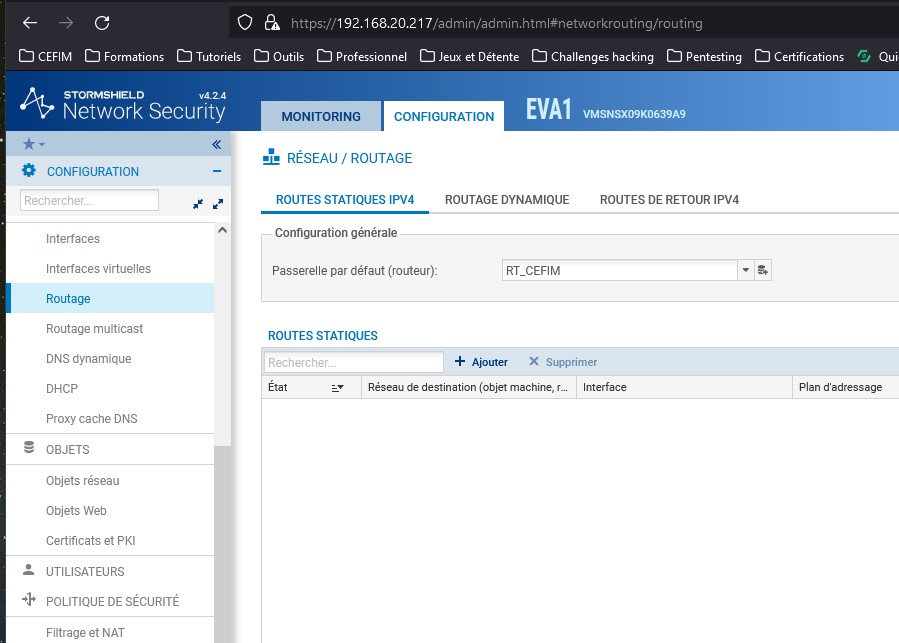 https://192.168.20.217/admin/admin.html#networkrouting/routing
CEFIM Formations Tutoriels Outils Professionnel Jeux et Détente Challenges hacking Pentesting Certifications Qui
STORMSHIELD v4.2.4
Network Security
MONITORING CONFIGURATION EVA1 VMSNSX09K0639A9
CONFIGURATION
Rechercher...
Interfaces
Interfaces virtuelles
Routage
Routage multicast
DNS dynamique
DHCP
Proxy cache DNS
OBJETS
Objets réseau
Objets Web
Certificats et PKI
UTILISATEURS
POLITIQUE DE SÉCURITÉ
Filtrage et NAT
RÉSEAU / ROUTAGE
ROUTES STATIQUES IPV4 ROUTAGE DYNAMIQUE ROUTES DE RETOUR IPV4
Configuration générale
Passerelle par défaut (routeur): RT_CEFIM
ROUTES STATIQUES
Rechercher... + Ajouter × Supprimer
État Réseau de destination (objet machine, r... Interface Plan d'adressage